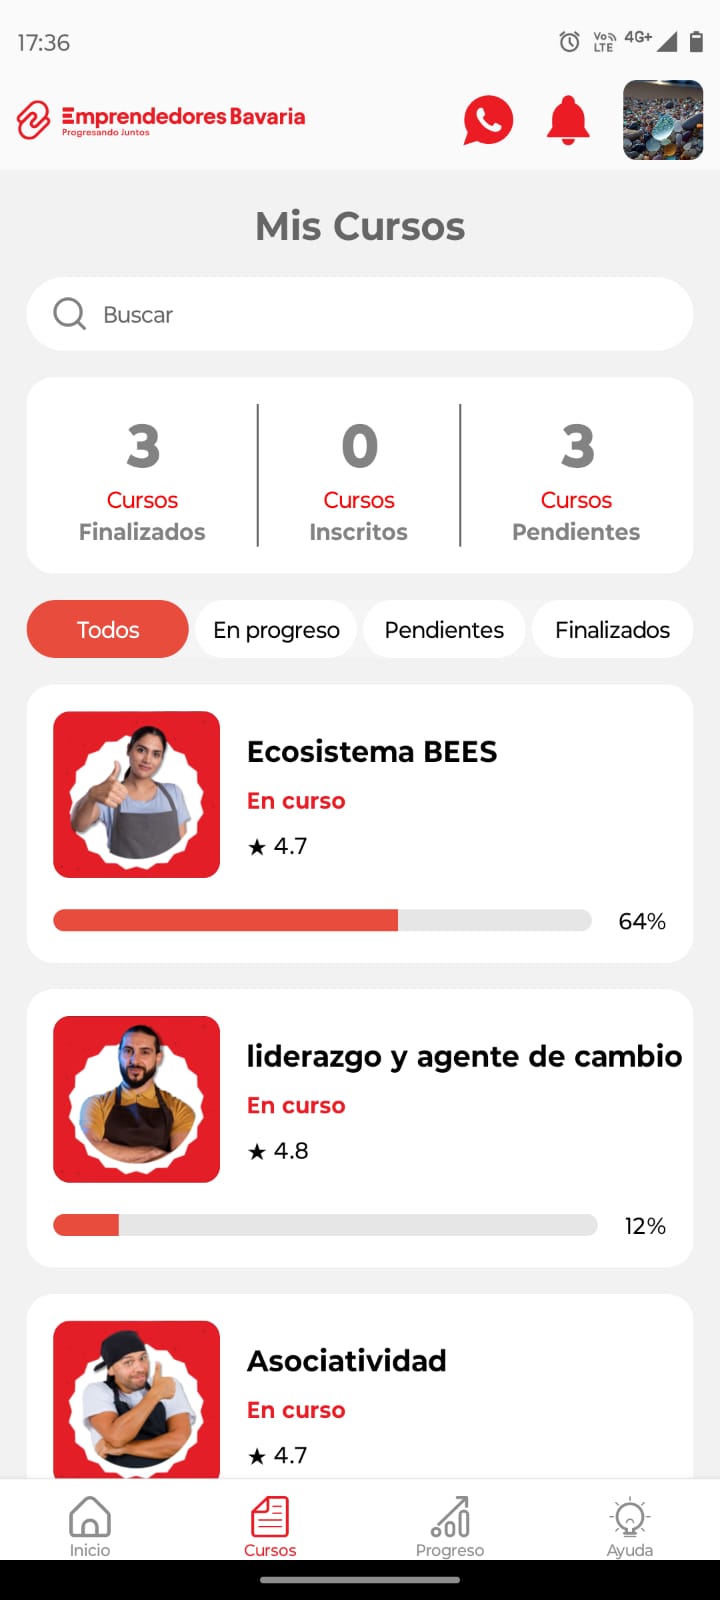 17:36
Vo
LTE
4G+
Emprendedores Bavaria
Progresando Juntos
Mis Cursos
Buscar
3
Cursos
Finalizados
0
Cursos
Inscritos
3
Cursos
Pendientes
Todos
En progreso
Pendientes
Finalizados
Ecosistema BEES
En curso
★ 4.7
64%
liderazgo y agente de cambio
En curso
★ 4.8
12%
Asociatividad
En curso
★ 4.7
Inicio
Cursos
Progreso
Ayuda